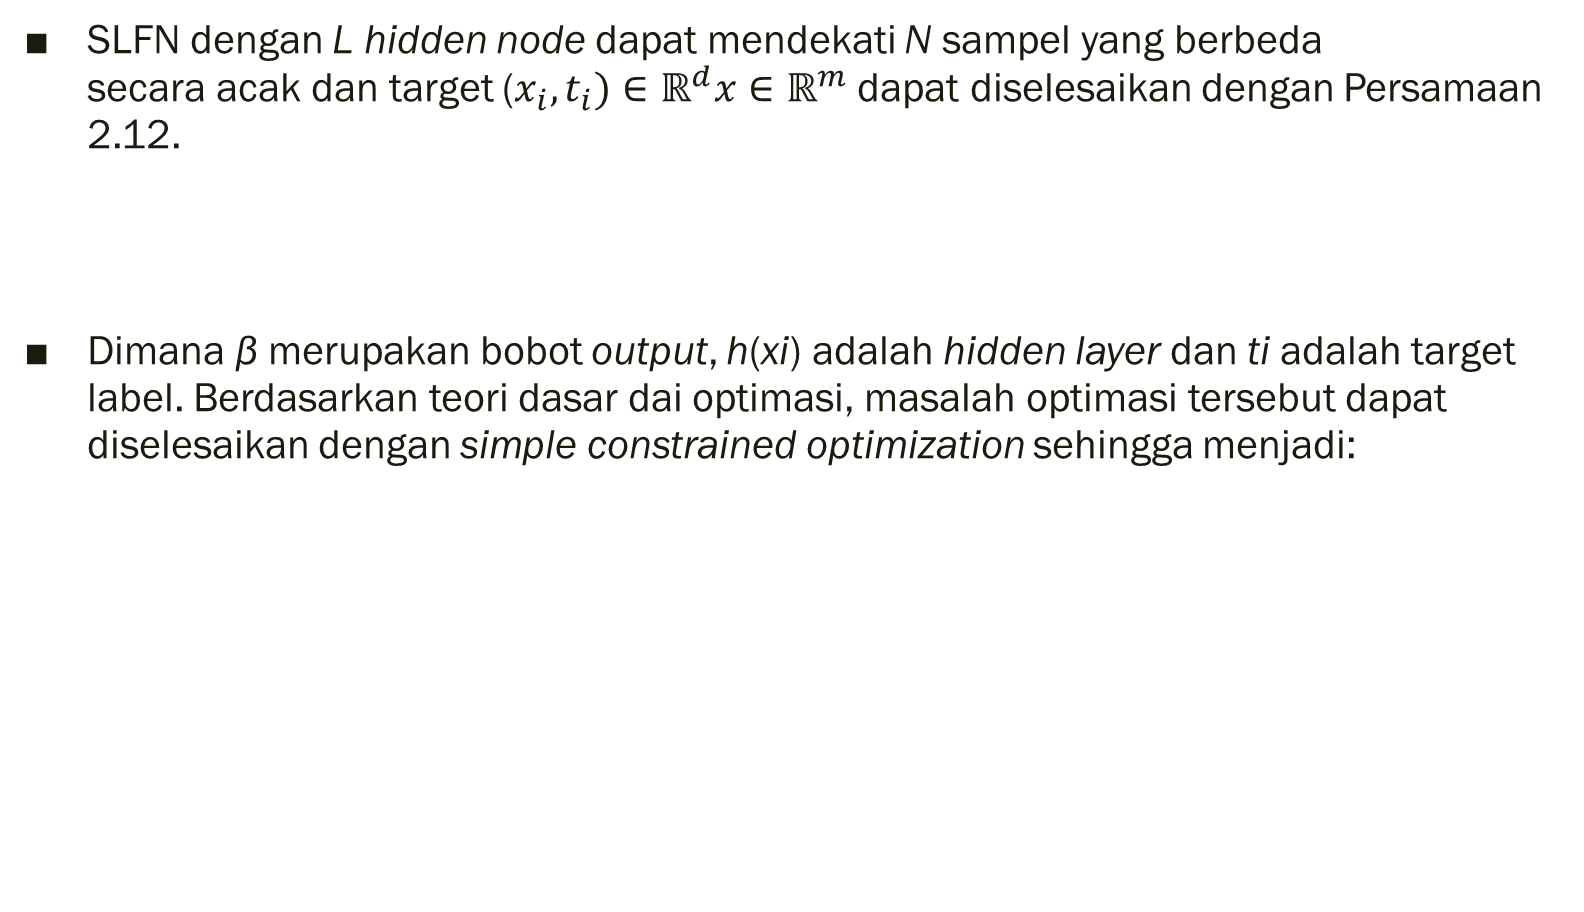 ▪ SLFN dengan L hidden node dapat mendekati N sampel yang berbeda
secara acak dan target (xᵢ, tᵢ) ∈ ℝᵈx ∈ ℝᵐ dapat diselesaikan dengan Persamaan
2.12.
▪ Dimana β merupakan bobot output, h(xi) adalah hidden layer dan ti adalah target
label. Berdasarkan teori dasar dai optimasi, masalah optimasi tersebut dapat
diselesaikan dengan simple constrained optimization sehingga menjadi: